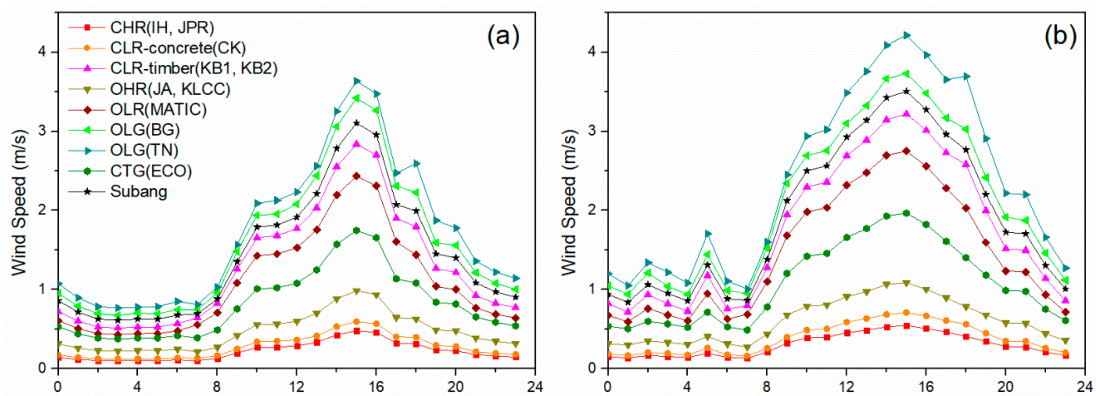 (a)
CHR(IH, JPR)
CLR-concrete(CK)
CLR-timber(KB1, KB2)
OHR(JA, KLCC)
OLR(MATIC)
OLG(BG)
OLG(TN)
CTG(ECO)
Subang
Wind Speed (m/s)
4
3
2
1
0
0 4 8 12 16 20 24
(b)
Wind Speed (m/s)
4
3
2
1
0
0 4 8 12 16 20 24